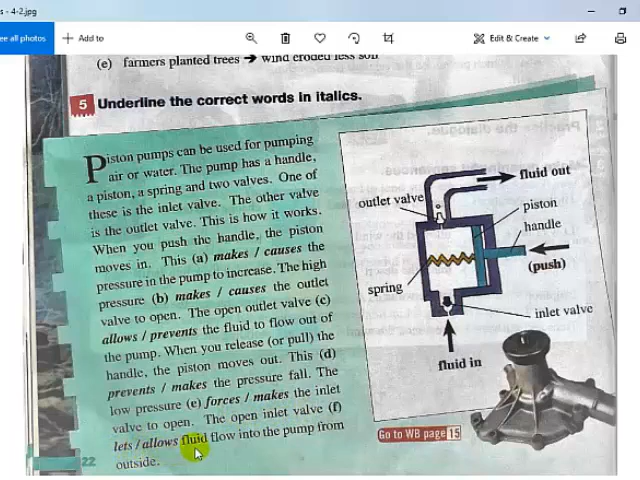 s - 4-2.jpg
ee all photos
Add to
Edit & Create
(e) farmers planted trees → wind eroded less soil
5 Underline the correct words in italics.
Piston pumps can be used for pumping
air or water. The pump has a handle,
a piston, a spring and two valves. One of
these is the inlet valve. The other valve
is the outlet valve. This is how it works.
When you push the handle, the piston
moves in. This (a) makes / causes the
pressure in the pump to increase. The high
pressure (b) makes / causes the outlet
valve to open. The open outlet valve (c)
allows / prevents the fluid to flow out of
the pump. When you release (or pull) the
handle, the piston moves out. This (d)
prevents / makes the pressure fall. The
low pressure (e) forces / makes the inlet
valve to open. The open inlet valve (f)
lets / allows fluid flow into the pump from
outside.
22
fluid out
outlet valve
piston
handle
(push)
spring
inlet valve
fluid in
Go to WB page 15